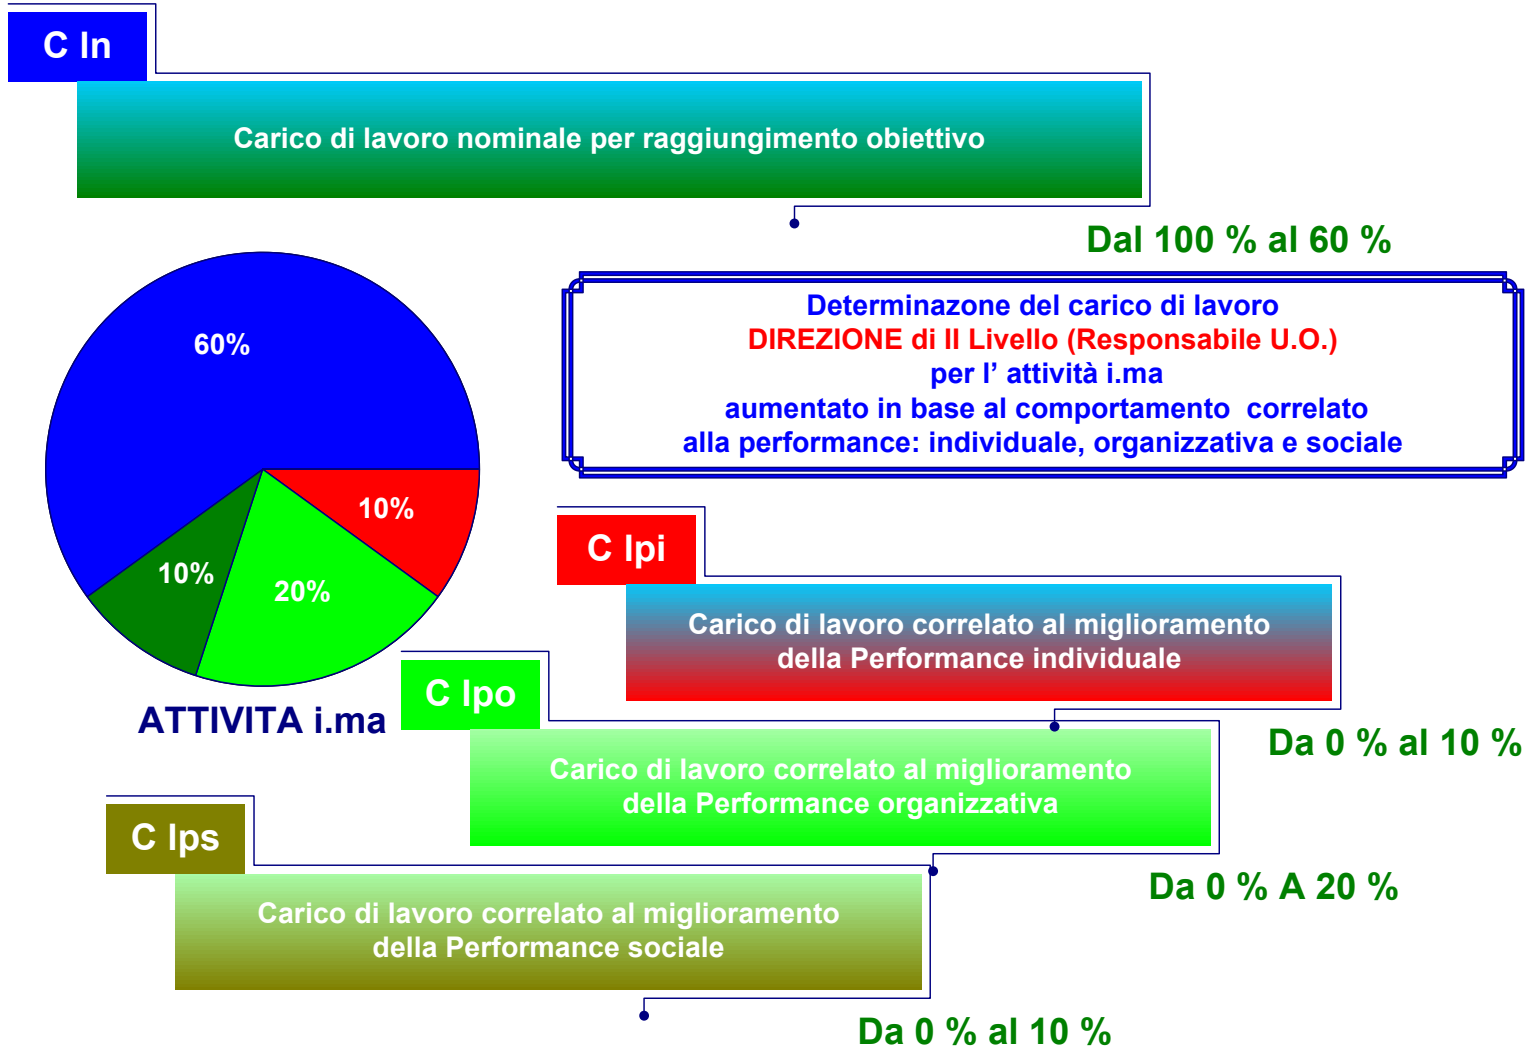 C ln
Carico di lavoro nominale per raggiungimento obiettivo
Dal 100 % al 60 %
Determinazone del carico di lavoro
DIREZIONE di II Livello (Responsabile U.O.)
per l’ attività i.ma
aumentato in base al comportamento correlato
alla performance: individuale, organizzativa e sociale
60%
10%
10%
20%
ATTIVITA i.ma
C lpi
Carico di lavoro correlato al miglioramento
della Performance individuale
Da 0 % al 10 %
C lpo
Carico di lavoro correlato al miglioramento
della Performance organizzativa
Da 0 % A 20 %
C lps
Carico di lavoro correlato al miglioramento
della Performance sociale
Da 0 % al 10 %